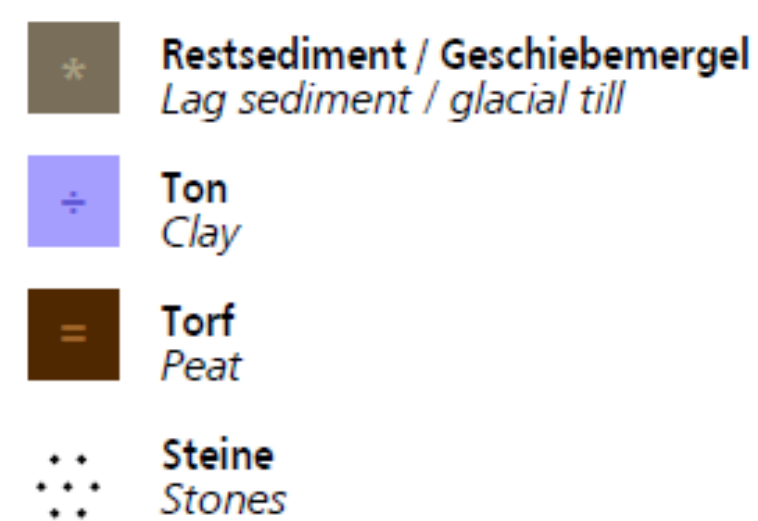 *
Restsediment / Geschiebemergel
Lag sediment / glacial till
÷
Ton
Clay
=
Torf
Peat
Steine
Stones